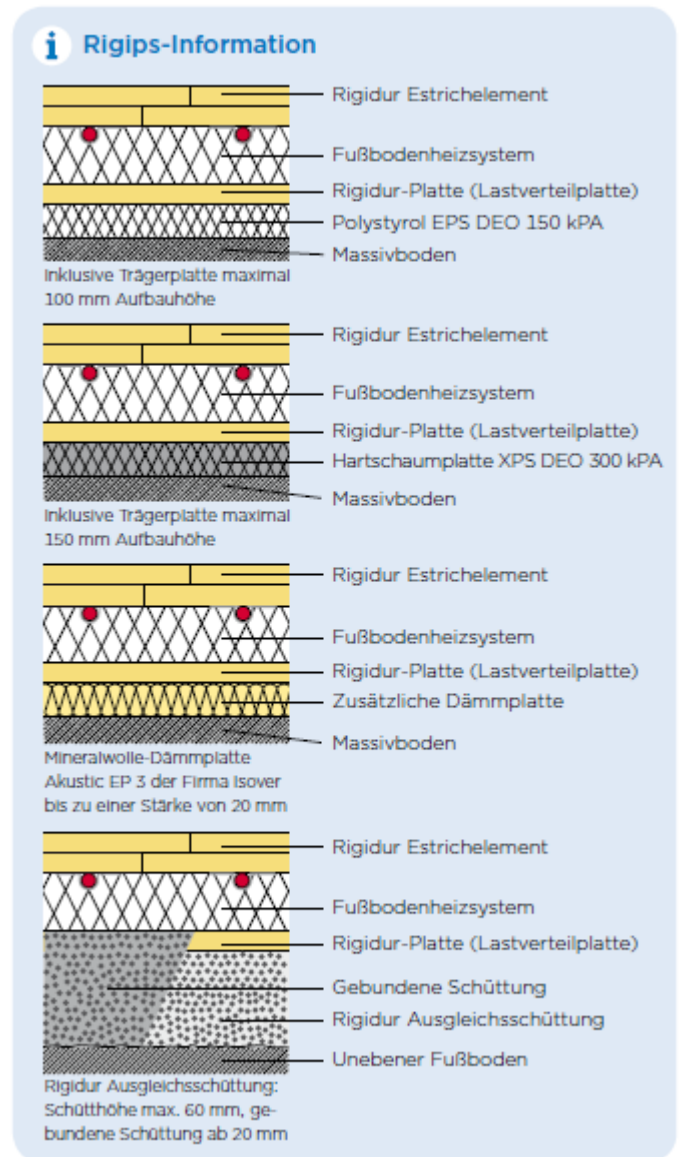 i Rigips-Information
Rigidur Estrichelement
Fußbodenheizsystem
Rigidur-Platte (Lastverteilplatte)
Polystyrol EPS DEO 150 kPA
Massivboden
Inklusive Trägerplatte maximal
100 mm Aufbauhöhe
Rigidur Estrichelement
Fußbodenheizsystem
Rigidur-Platte (Lastverteilplatte)
Hartschaumplatte XPS DEO 300 kPA
Massivboden
Inklusive Trägerplatte maximal
150 mm Aufbauhöhe
Rigidur Estrichelement
Fußbodenheizsystem
Rigidur-Platte (Lastverteilplatte)
Zusätzliche Dämmplatte
Massivboden
Mineralwolle-Dämmplatte
Akustic EP 3 der Firma Isover
bis zu einer Stärke von 20 mm
Rigidur Estrichelement
Fußbodenheizsystem
Rigidur-Platte (Lastverteilplatte)
Gebundene Schüttung
Rigidur Ausgleichsschüttung
Unebener Fußboden
Rigidur Ausgleichsschüttung:
Schütthöhe max. 60 mm, ge-
bundene Schüttung ab 20 mm